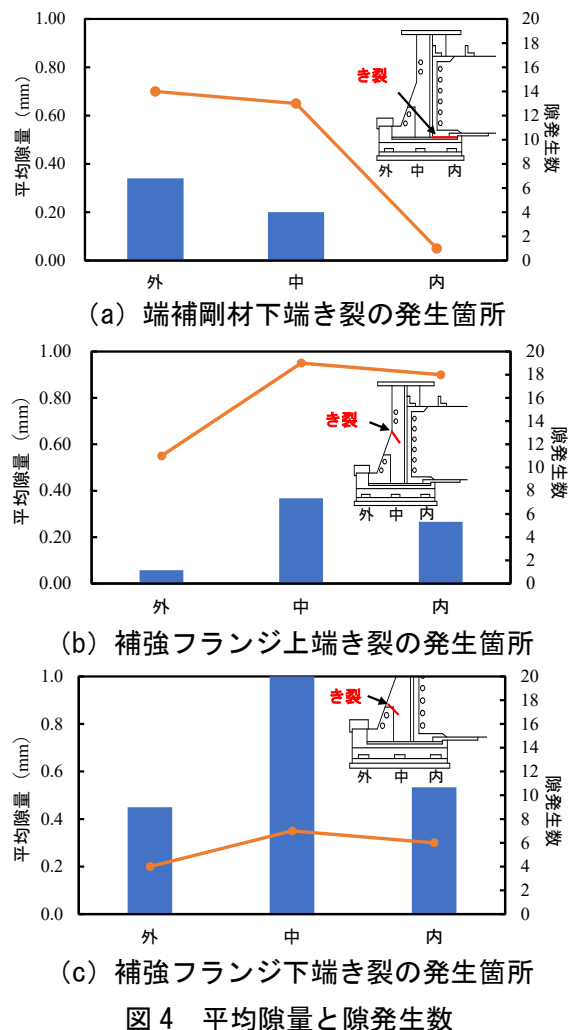 1.00
0.80
0.60
0.40
0.20
0.00
平均隙量（mm）
20
18
16
14
12
10
8
6
4
2
0
隙発生数
き裂
外 中 内
外 中 内
（a）端補剛材下端き裂の発生箇所
1.00
0.80
0.60
0.40
0.20
0.00
平均隙量（mm）
20
18
16
14
12
10
8
6
4
2
0
隙発生数
き裂
外 中 内
外 中 内
（b）補強フランジ上端き裂の発生箇所
1.0
0.8
0.6
0.4
0.2
0.0
平均隙量（mm）
20
18
16
14
12
10
8
6
4
2
0
隙発生数
き裂
外 中 内
外 中 内
（c）補強フランジ下端き裂の発生箇所
図4 平均隙量と隙発生数